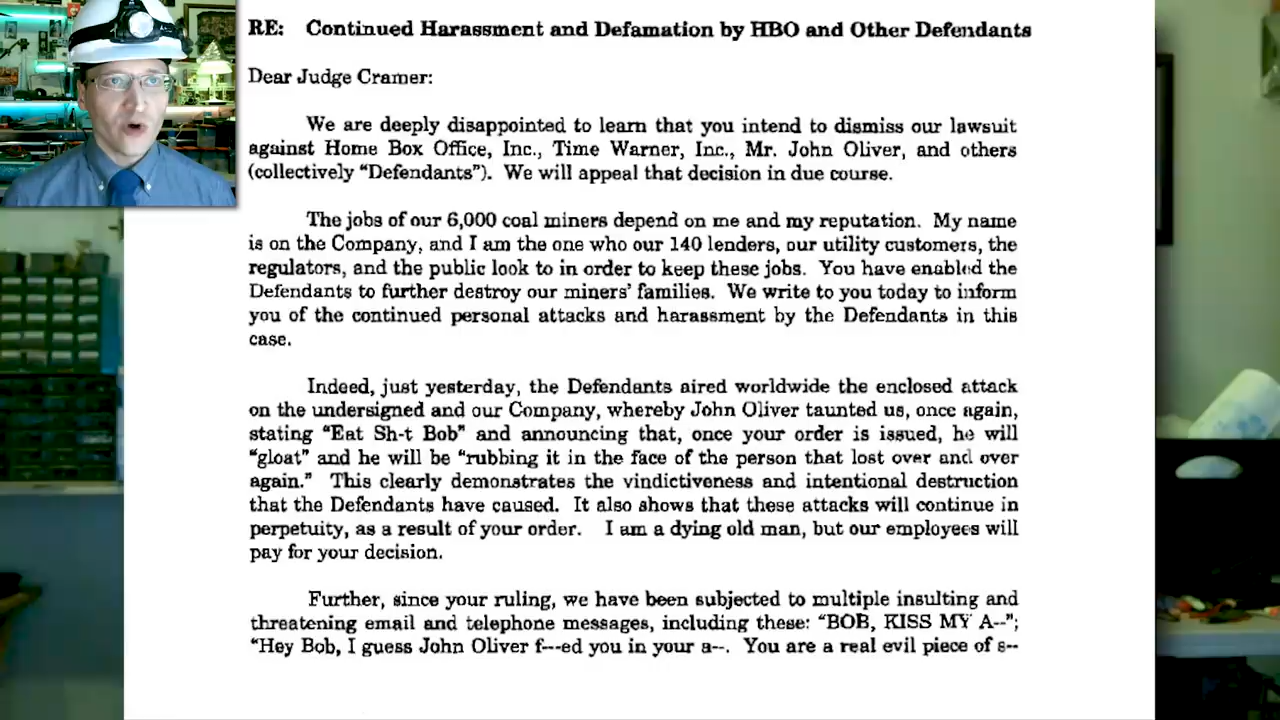 RE: Continued Harassment and Defamation by HBO and Other Defendants
Dear Judge Cramer:
We are deeply disappointed to learn that you intend to dismiss our lawsuit
against Home Box Office, Inc., Time Warner, Inc., Mr. John Oliver, and others
(collectively “Defendants”). We will appeal that decision in due course.
The jobs of our 6,000 coal miners depend on me and my reputation. My name
is on the Company, and I am the one who our 140 lenders, our utility customers, the
regulators, and the public look to in order to keep these jobs. You have enabled the
Defendants to further destroy our miners’ families. We write to you today to inform
you of the continued personal attacks and harassment by the Defendants in this
case.
Indeed, just yesterday, the Defendants aired worldwide the enclosed attack
on the undersigned and our Company, whereby John Oliver taunted us, once again,
stating “Eat Sh-t Bob” and announcing that, once your order is issued, he will
“gloat” and he will be “rubbing it in the face of the person that lost over and over
again.” This clearly demonstrates the vindictiveness and intentional destruction
that the Defendants have caused. It also shows that these attacks will continue in
perpetuity, as a result of your order. I am a dying old man, but our employees will
pay for your decision.
Further, since your ruling, we have been subjected to multiple insulting and
threatening email and telephone messages, including these: “BOB, KISS MY A--”;
“Hey Bob, I guess John Oliver f---ed you in your a--. You are a real evil piece of s--